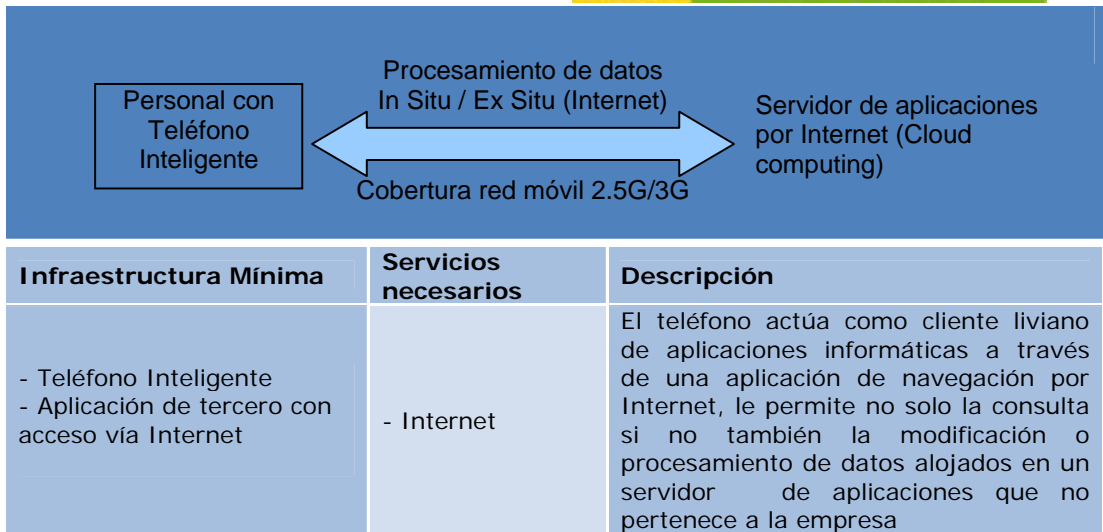 Procesamiento de datos
In Situ / Ex Situ (Internet)
Personal con
Teléfono
Inteligente
Servidor de aplicaciones
por Internet (Cloud
computing)
Cobertura red móvil 2.5G/3G
Infraestructura Mínima
Servicios
necesarios
Descripción
- Teléfono Inteligente
- Aplicación de tercero con
acceso vía Internet
- Internet
El teléfono actúa como cliente liviano
de aplicaciones informáticas a través
de una aplicación de navegación por
Internet, le permite no solo la consulta
si no también la modificación o
procesamiento de datos alojados en un
servidor de aplicaciones que no
pertenece a la empresa